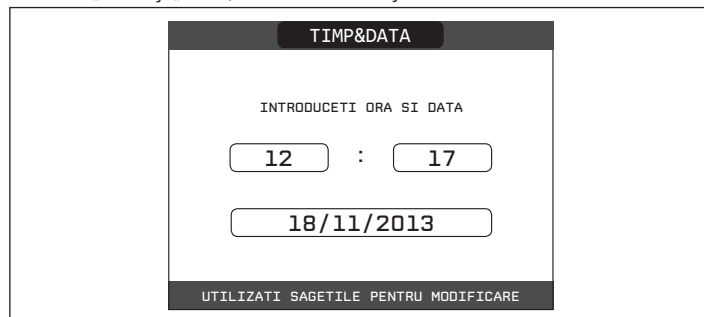 TIMP&DATA
INTRODUCETI ORA SI DATA
12 : 17
18/11/2013
UTILIZATI SAGETILE PENTRU MODIFICARE